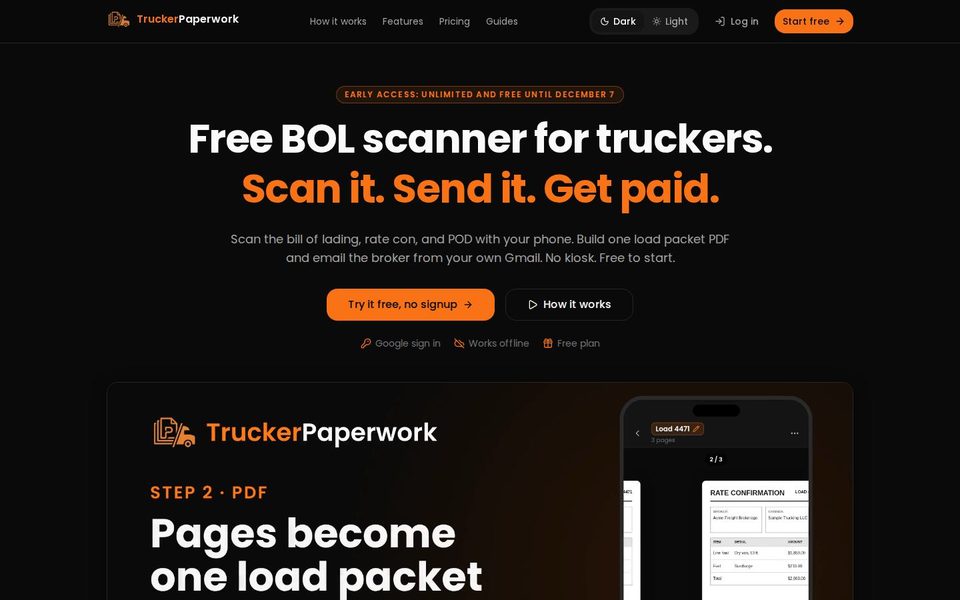 TruckerPaperwork
How it works
Features
Pricing
Guides
Dark
Light
Log in
Start free
EARLY ACCESS: UNLIMITED AND FREE UNTIL DECEMBER 7
Free BOL scanner for truckers.
Scan it. Send it. Get paid.
Scan the bill of lading, rate con, and POD with your phone. Build one load packet PDF
and email the broker from your own Gmail. No kiosk. Free to start.
Try it free, no signup
How it works
Google sign in
Works offline
Free plan
TruckerPaperwork
STEP 2 · PDF
Pages become
one load packet
Load 4471
3 pages
2 / 3
RATE CONFIRMATION
LOAD
Acme Freight Brokerage
Sample Trucking LLC
ITEM
DETAIL
AMOUNT
Line haul
Fuel
Surcharge
Total